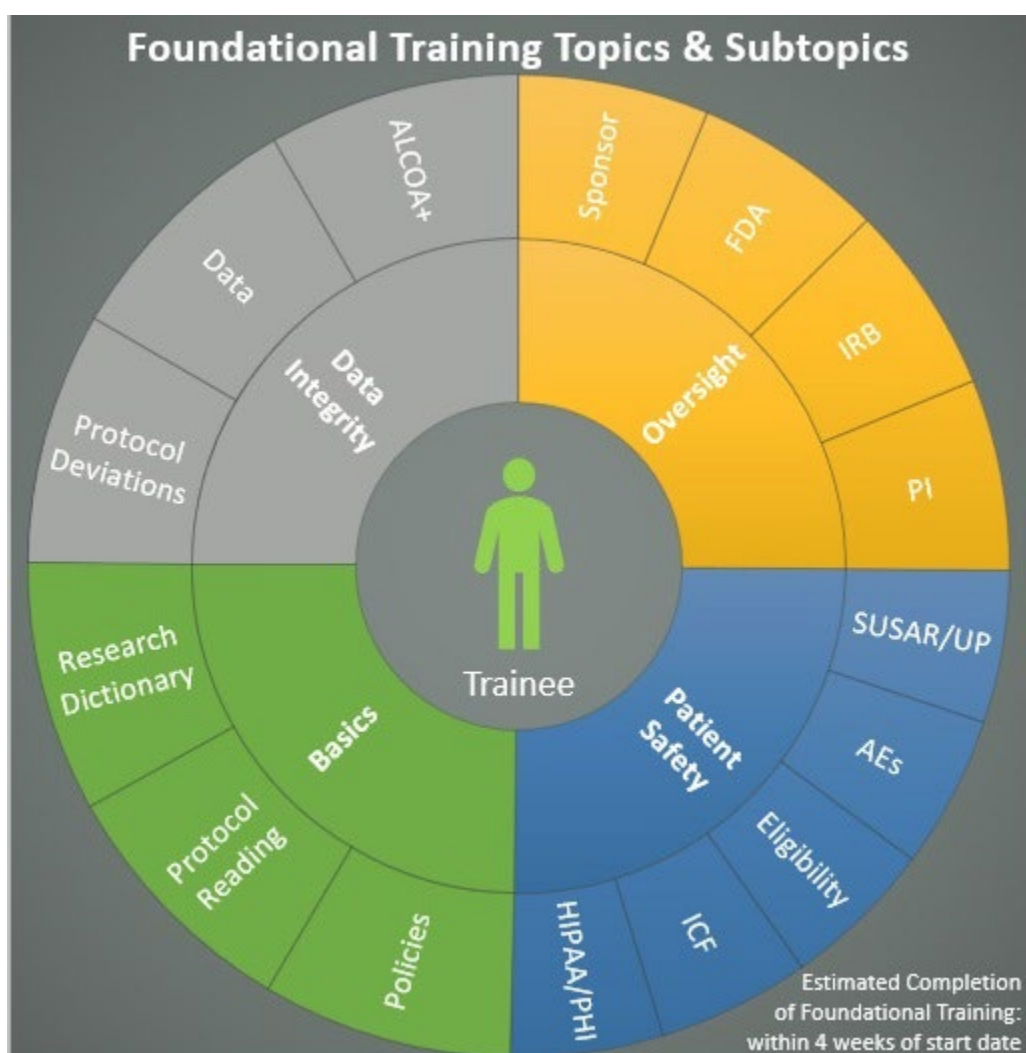 Foundational Training Topics & Subtopics
Sponsor
FDA
IRB
PI
Oversight
SUSAR/UP
AEs
Eligibility
ICF
HIPAA/PHI
Patient
Safety
Policies
Protocol
Reading
Research
Dictionary
Basics
Protocol
Deviations
Data
ALCOA+
Data
Integrity
Trainee
Estimated Completion
of Foundational Training:
within 4 weeks of start date